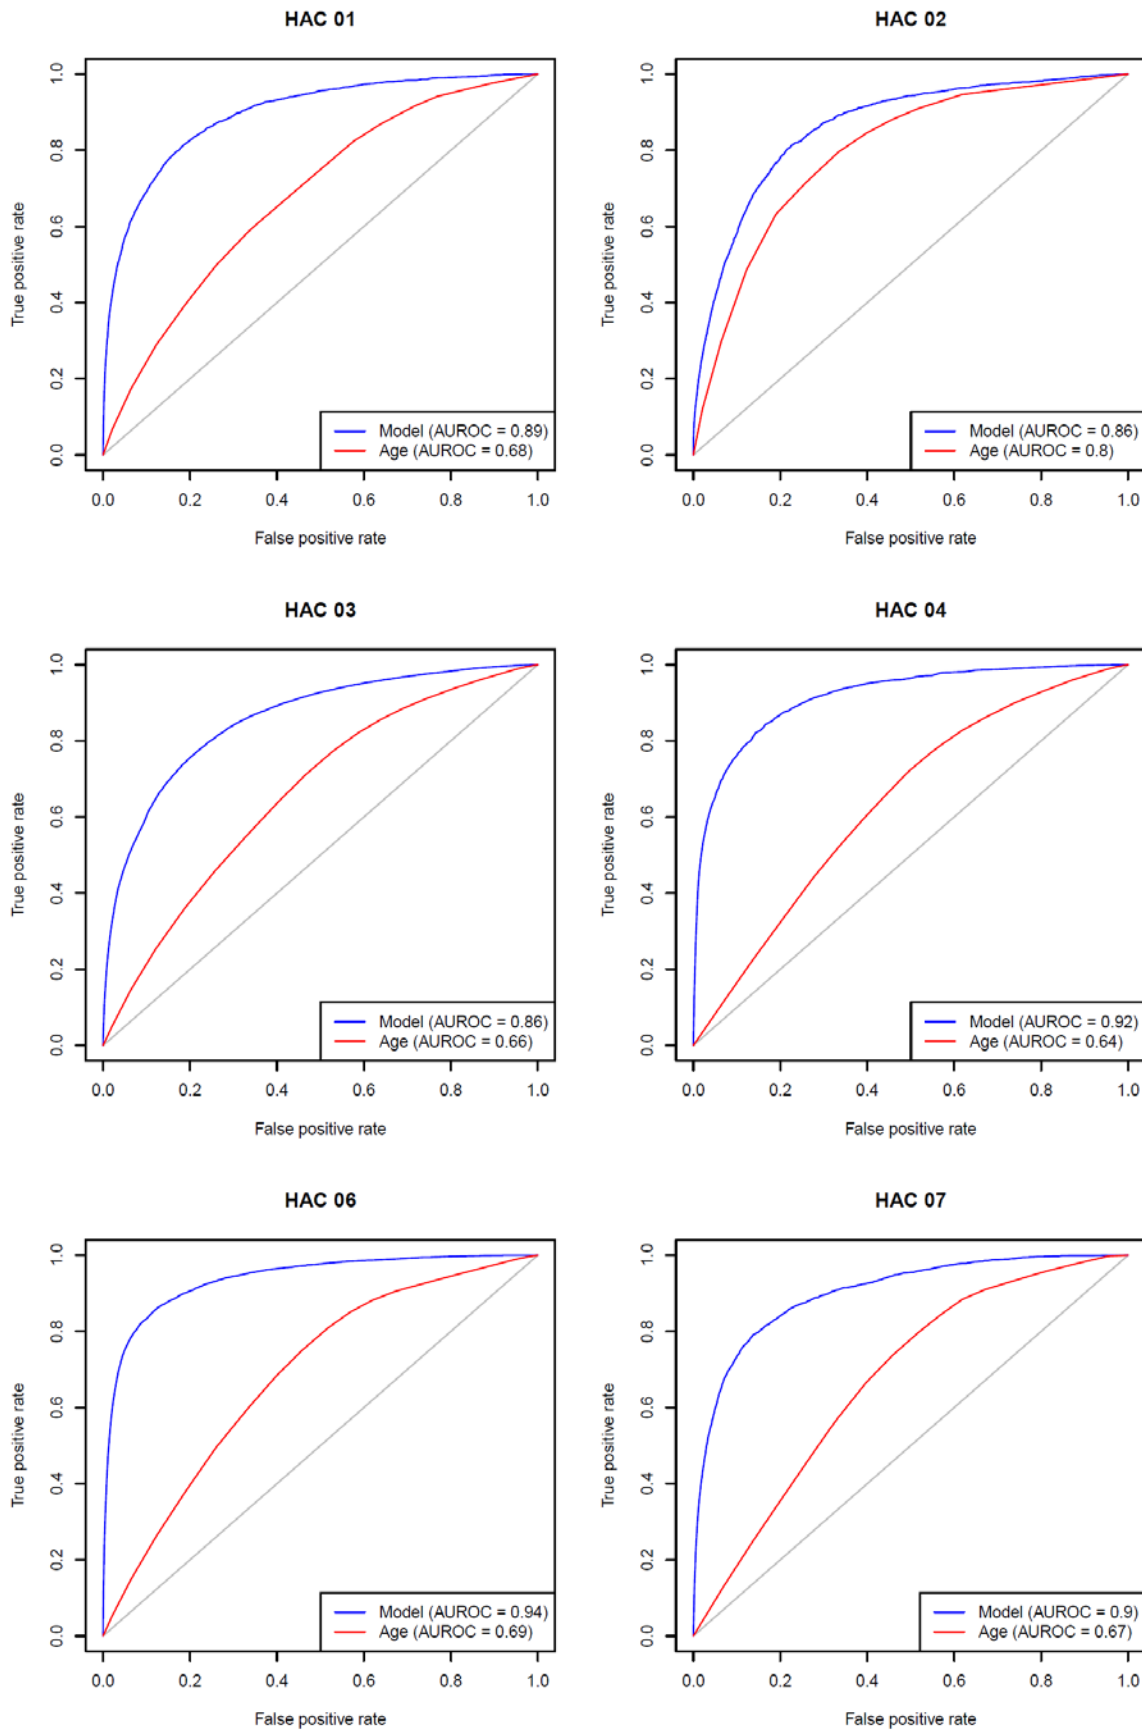 HAC 01
1.0
0.8
0.6
0.4
0.2
0.0
True positive rate
Model (AUROC = 0.89)
Age (AUROC = 0.68)
0.0 0.2 0.4 0.6 0.8 1.0
False positive rate
HAC 02
1.0
0.8
0.6
0.4
0.2
0.0
True positive rate
Model (AUROC = 0.86)
Age (AUROC = 0.8)
0.0 0.2 0.4 0.6 0.8 1.0
False positive rate
HAC 03
1.0
0.8
0.6
0.4
0.2
0.0
True positive rate
Model (AUROC = 0.86)
Age (AUROC = 0.66)
0.0 0.2 0.4 0.6 0.8 1.0
False positive rate
HAC 04
1.0
0.8
0.6
0.4
0.2
0.0
True positive rate
Model (AUROC = 0.92)
Age (AUROC = 0.64)
0.0 0.2 0.4 0.6 0.8 1.0
False positive rate
HAC 06
1.0
0.8
0.6
0.4
0.2
0.0
True positive rate
Model (AUROC = 0.94)
Age (AUROC = 0.69)
0.0 0.2 0.4 0.6 0.8 1.0
False positive rate
HAC 07
1.0
0.8
0.6
0.4
0.2
0.0
True positive rate
Model (AUROC = 0.9)
Age (AUROC = 0.67)
0.0 0.2 0.4 0.6 0.8 1.0
False positive rate